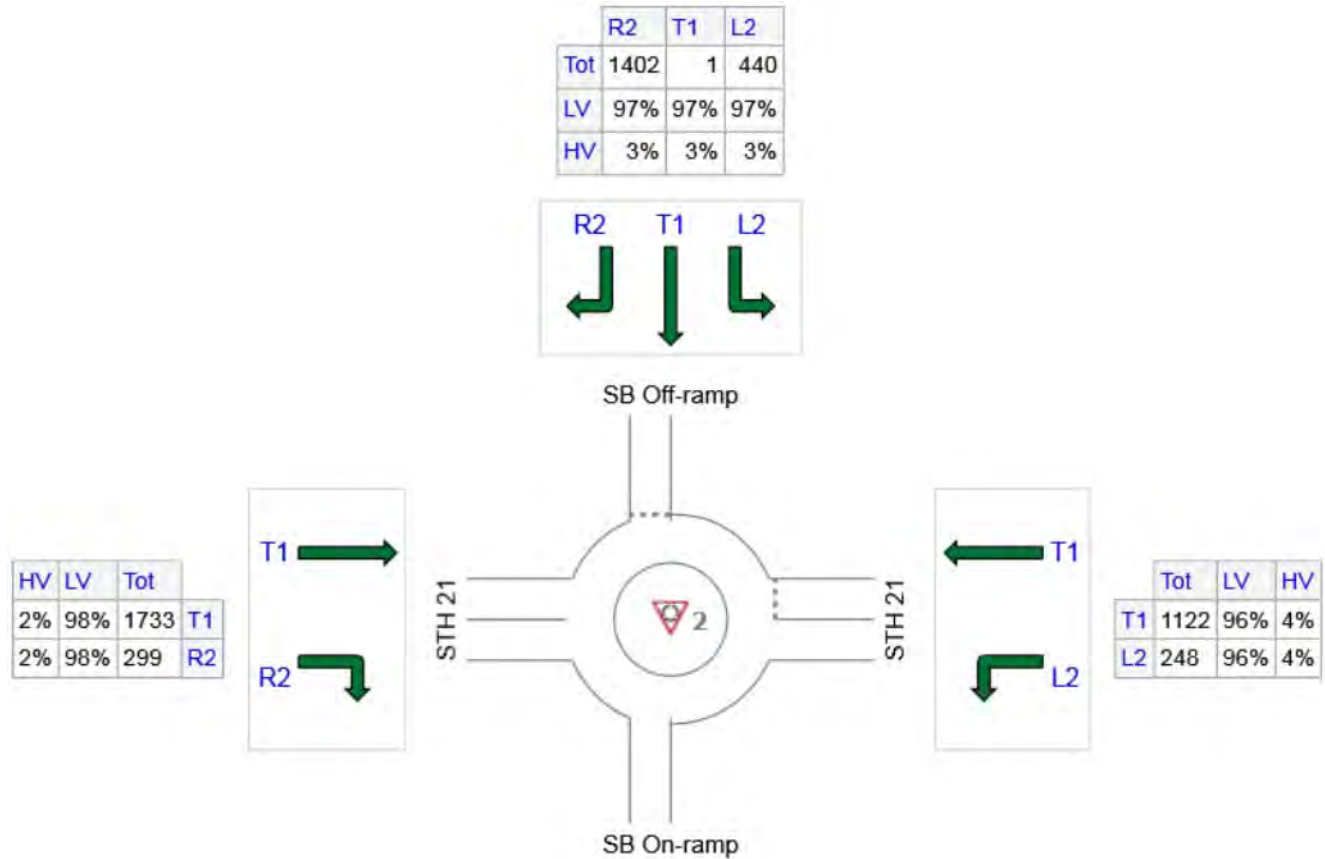 R2 T1 L2
Tot 1402 1 440
LV 97% 97% 97%
HV 3% 3% 3%
R2 T1 L2
SB Off-ramp
T1
R2
HV LV Tot
2% 98% 1733 T1
2% 98% 299 R2
STH 21
2
STH 21
T1
L2
Tot LV HV
T1 1122 96% 4%
L2 248 96% 4%
SB On-ramp